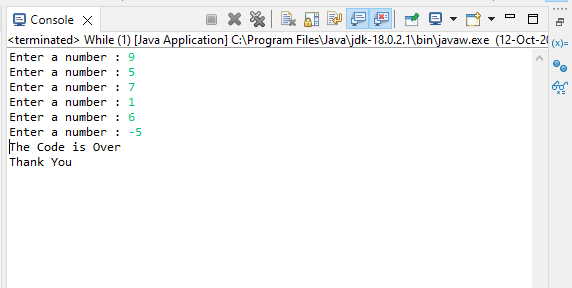 Console
<terminated> While (1) [Java Application] C:\Program Files\Java\jdk-18.0.2.1\bin\javaw.exe (12-Oct-20
Enter a number : 9
Enter a number : 5
Enter a number : 7
Enter a number : 1
Enter a number : 6
Enter a number : -5
The Code is Over
Thank You